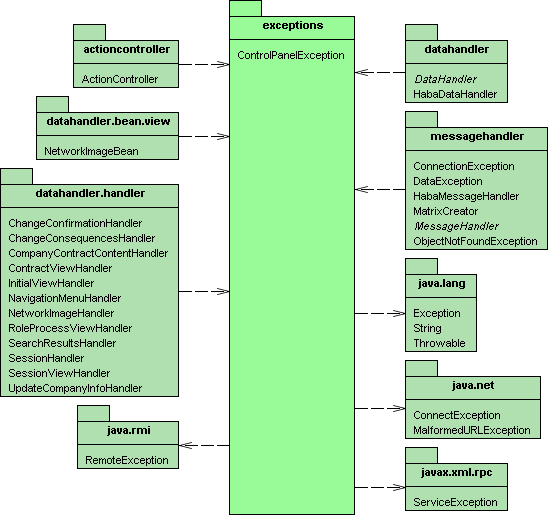 exceptions
ControlPanelException
actioncontroller
ActionController
datahandler.bean.view
NetworkImageBean
datahandler.handler
ChangeConfirmationHandler
ChangeConsequencesHandler
CompanyContractContentHandler
ContractViewHandler
InitialViewHandler
NavigationMenuHandler
NetworkImageHandler
RoleProcessViewHandler
SearchResultsHandler
SessionHandler
SessionViewHandler
UpdateCompanyInfoHandler
java.rmi
RemoteException
datahandler
DataHandler
HabaDataHandler
messagehandler
ConnectionException
DataException
HabaMessageHandler
MatrixCreator
MessageHandler
ObjectNotFoundException
java.lang
Exception
String
Throwable
java.net
ConnectException
MalformedURLException
javax.xml.rpc
ServiceException